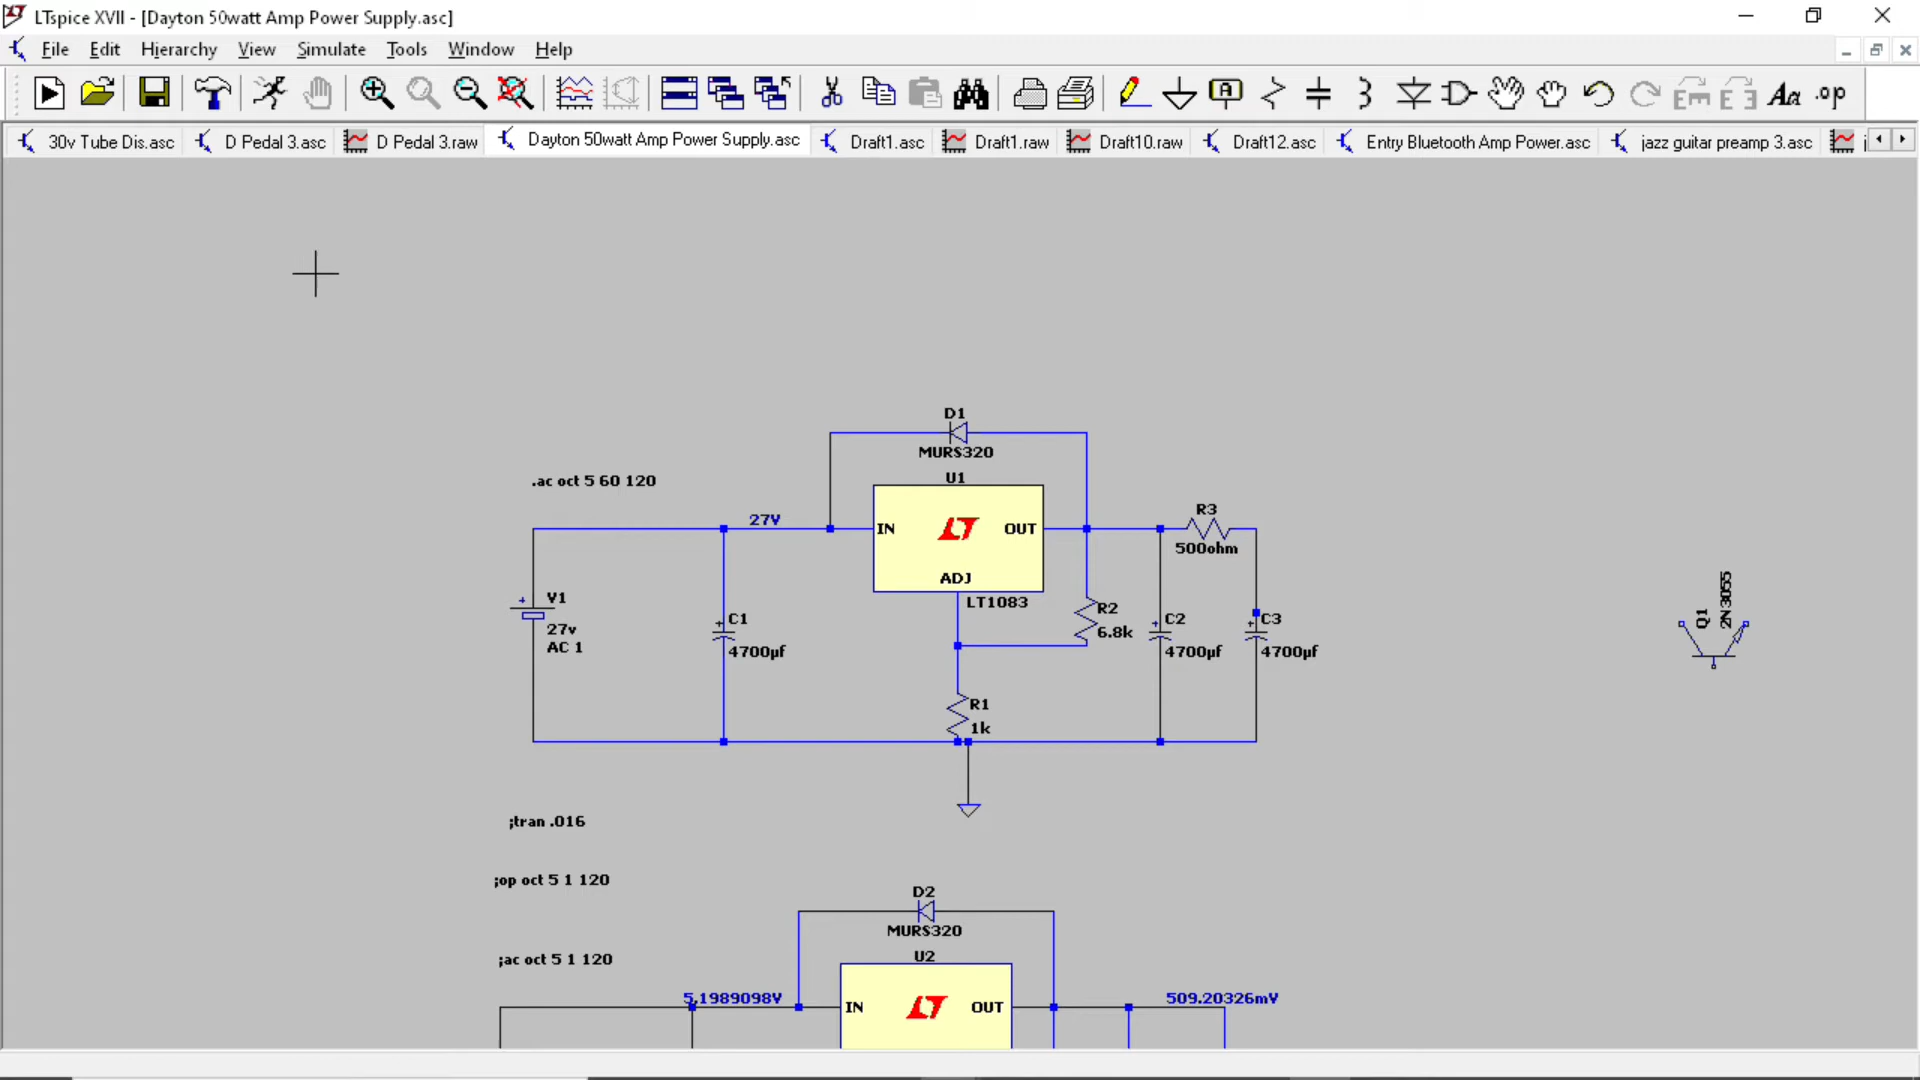 LTspice XVII - [Dayton 50watt Amp Power Supply.asc]
File Edit Hierarchy View Simulate Tools Window Help
A Aa .op
30v Tube Dis.asc D Pedal 3.asc D Pedal 3.raw Dayton 50watt Amp Power Supply.asc Draft1.asc Draft1.raw Draft10.raw Draft12.asc Entry Bluetooth Amp Power.asc jazz guitar preamp 3.asc j
D1
MURS320
U1
.ac oct 5 60 120
27V
IN
OUT
ADJ
LT1083
R3
500ohm
V1
27v
AC 1
C1
4700µf
R2
6.8k
C2
4700µf
C3
4700µf
Q1
2N3055
R1
1k
;tran .016
;op oct 5 1 120
;ac oct 5 1 120
D2
MURS320
U2
5.1989098V
IN
OUT
509.20326mV